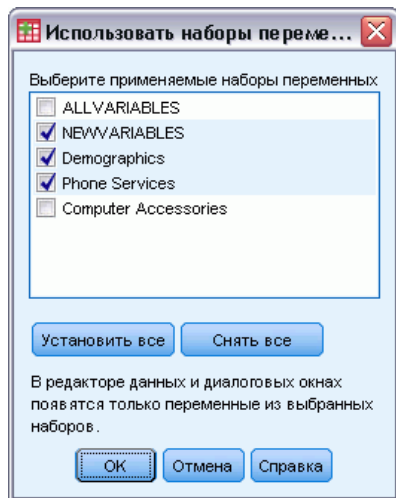 Использовать наборы переме...
Выберите применяемые наборы переменных
ALLVARIABLES
NEWVARIABLES
Demographics
Phone Services
Computer Accessories
Установить все
Снять все
В редакторе данных и диалоговых окнах
появятся только переменные из выбранных
наборов.
OK
Отмена
Справка